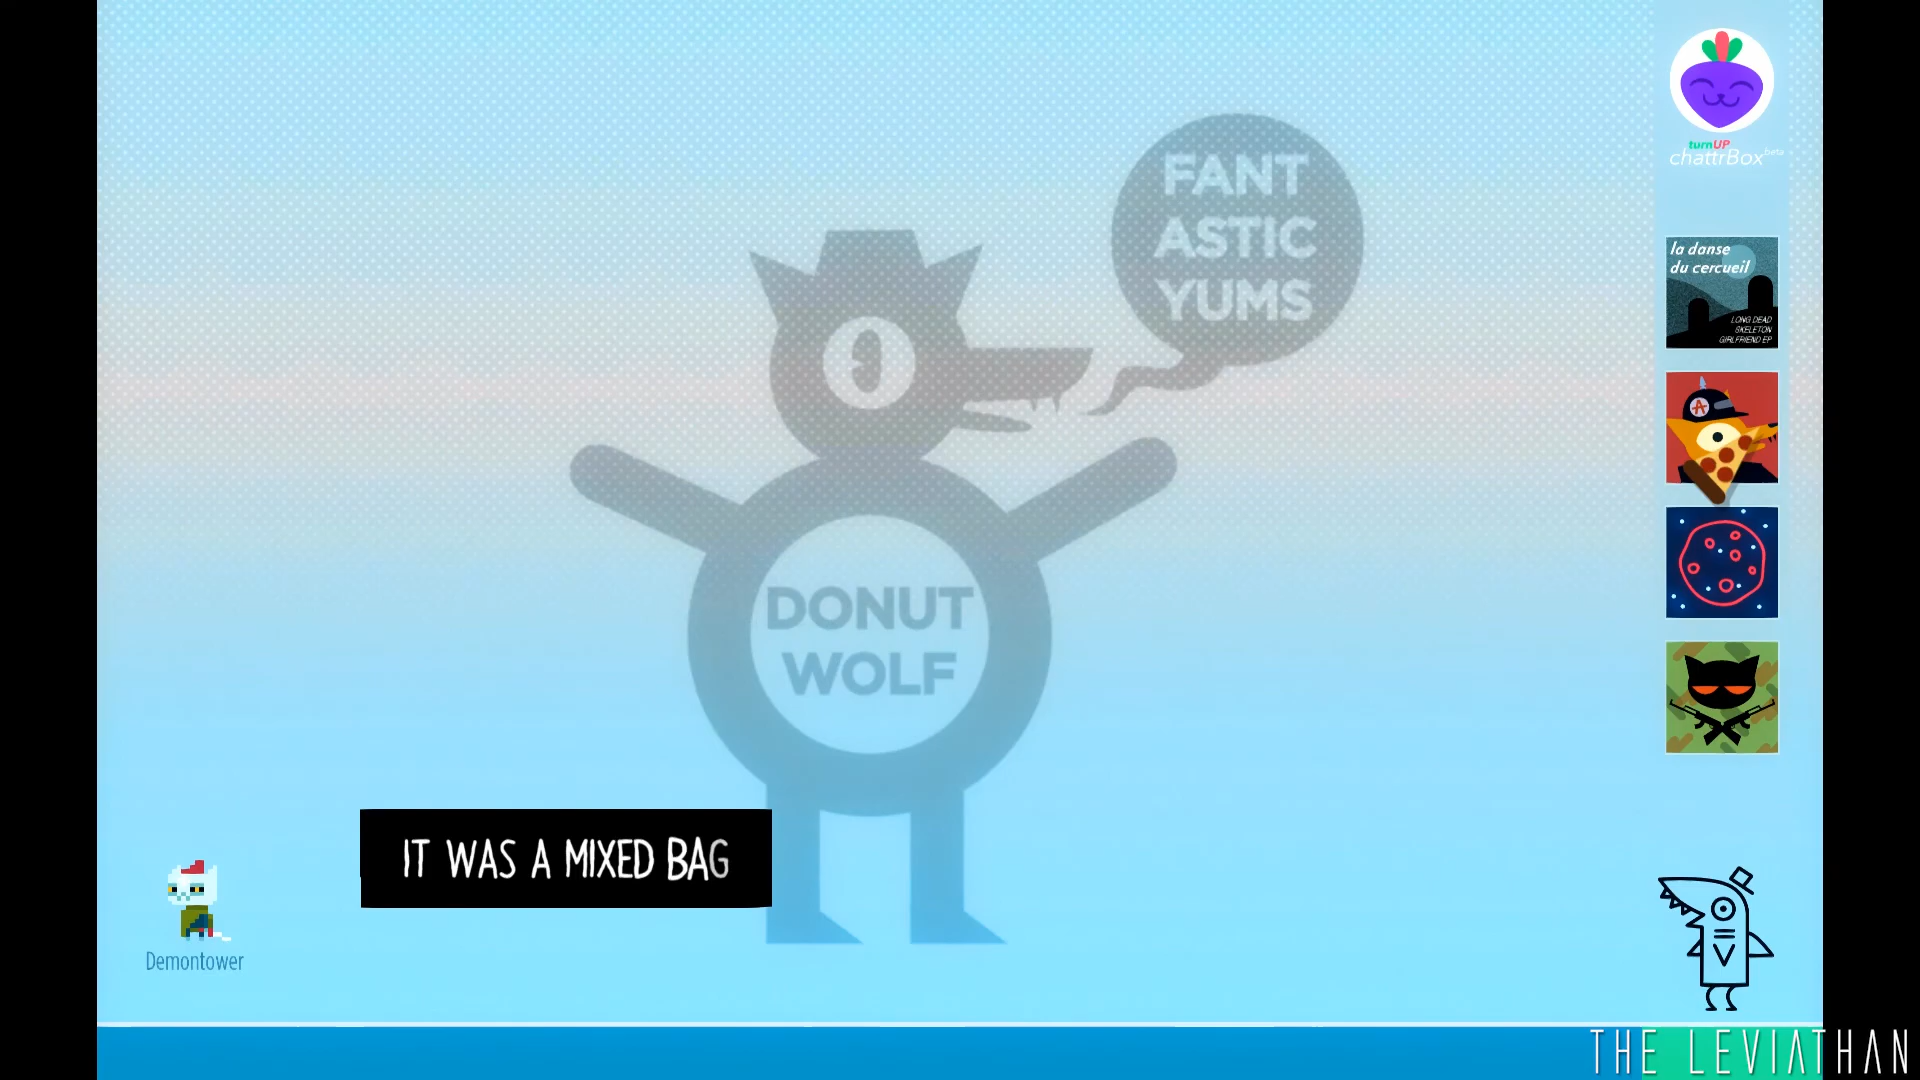 FANT
ASTIC
YUMS
DONUT
WOLF
turnUP
chattrBox beta
la danse
du cercueil
LONG DEAD
SKELETON
GIRLFRIEND EP
A
IT WAS A MIXED BAG
Demontower
THE LEVIATHAN